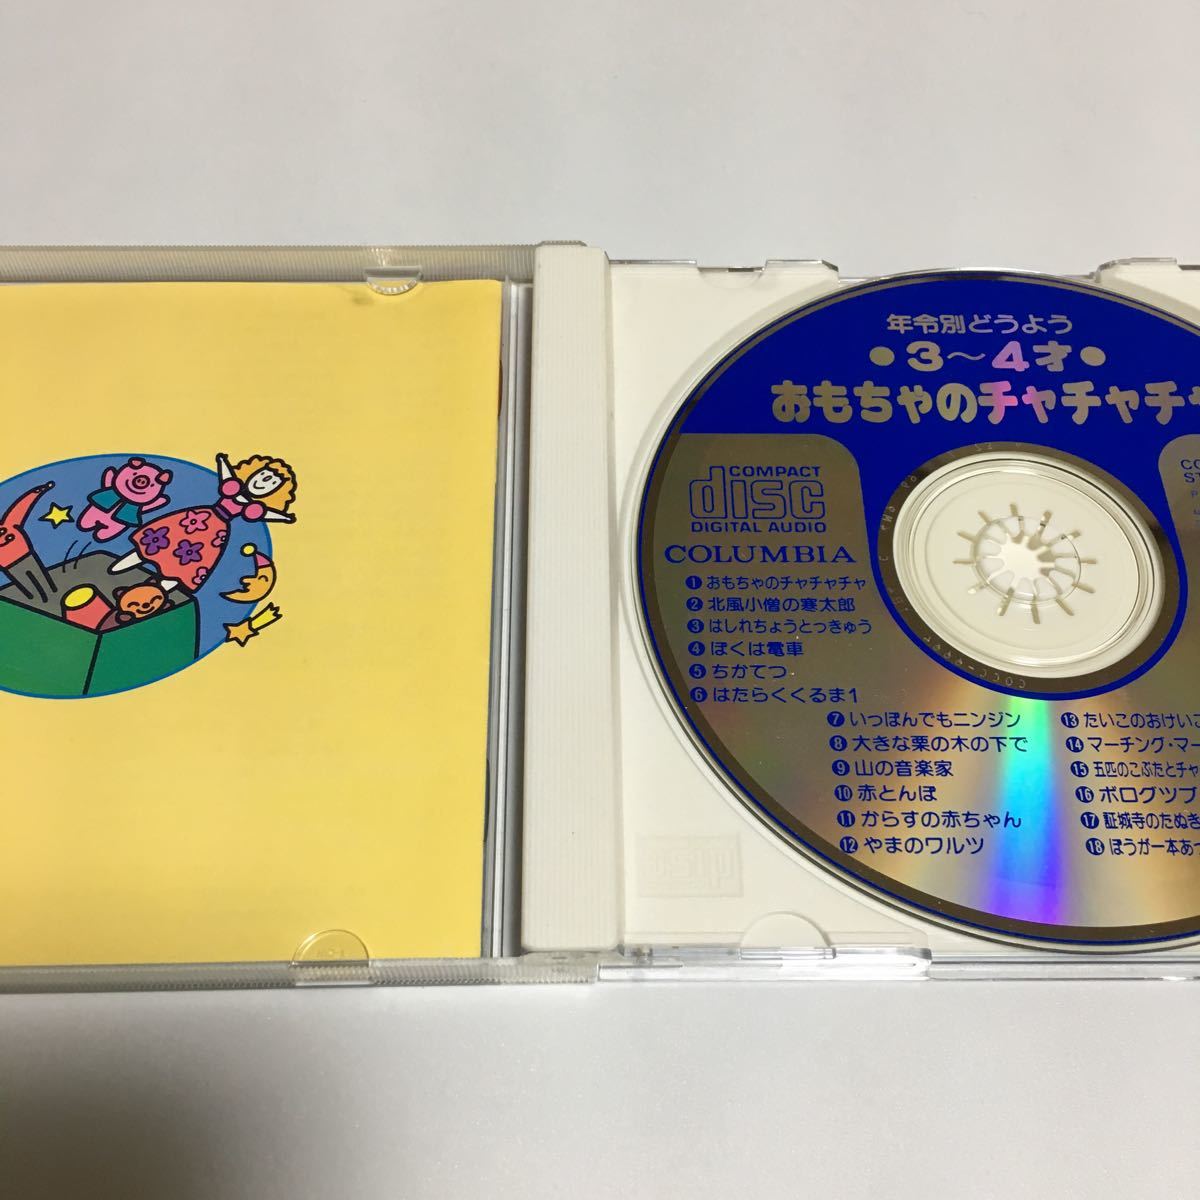 年令別どうよう
●3～4才●
おもちゃのチャチャチャ
COMPACT
disc
DIGITAL AUDIO
COLUMBIA
CO
ST
❶ おもちゃのチャチャチャ
❷ 北風小僧の寒太郎
❸ はしれちょうとっきゅう
❹ ぼくは電車
❺ ちかてつ
❻ はたらくくるま1
❼ いっぽんでもニンジン
❽ 大きな栗の木の下で
❾ 山の音楽家
❿ 赤とんぼ
⓫ からすの赤ちゃん
⓬ やまのワルツ
⓭ たいこのおけいこ
⓮ マーチング・マー
⓯ 五匹のこぶたとチャ
⓰ ボログツブ
⓱ 証城寺のたぬき
⓲ ぼうが一本あっ